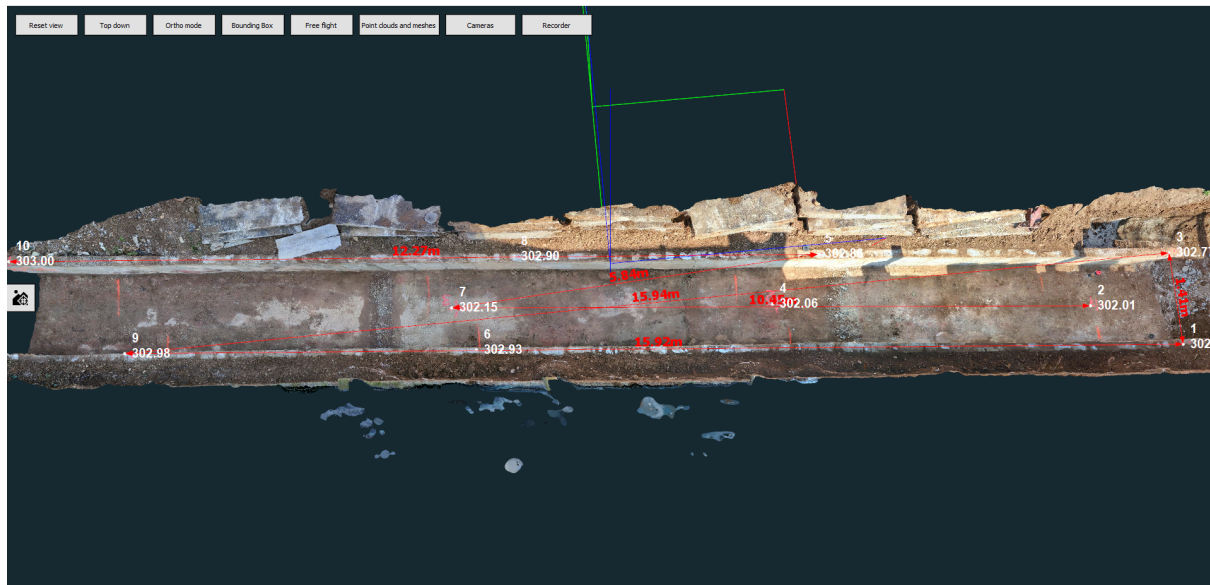 Reset view
Top down
Ortho mode
Bounding Box
Free flight
Point clouds and meshes
Cameras
Recorder
10
303.00
12.27m
8
302.90
5
3
302.7
7
302.15
15.94m
4
302.06
2
302.01
9
302.98
6
302.93
15.92m
1
302